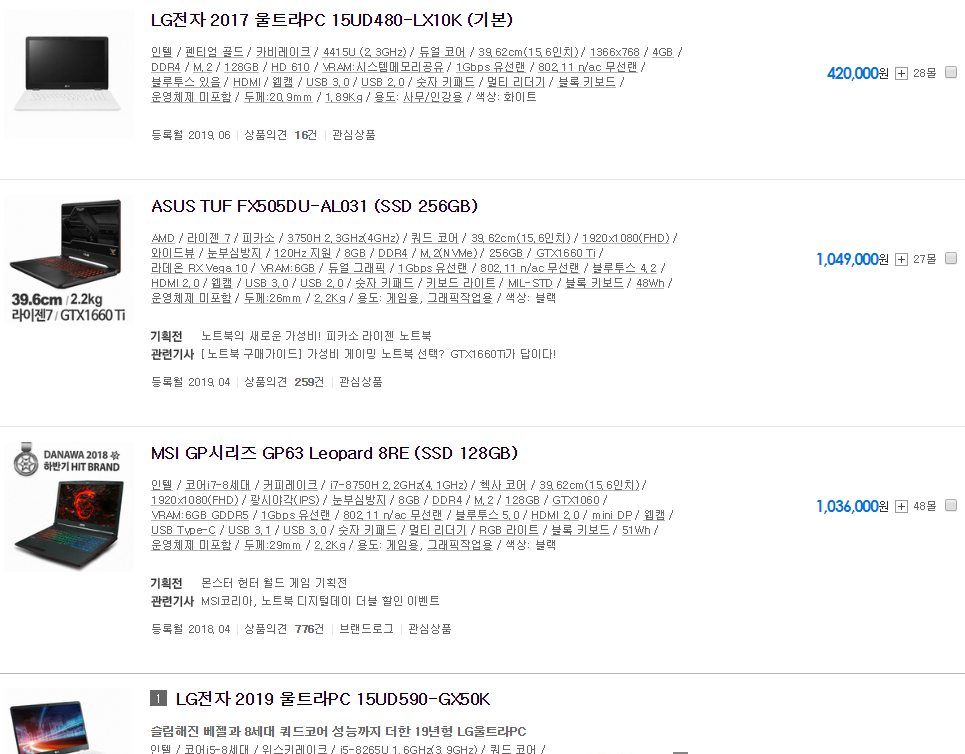 LG전자 2017 울트라PC 15UD480-LX10K (기본)
인텔 / 펜티엄 골드 / 카비레이크 / 4415U (2.3GHz) / 듀얼 코어 / 39.62cm(15.6인치) / 1366x768 / 4GB /
DDR4 / M.2 / 128GB / HD 610 / VRAM:시스템메모리공유 / 1Gbps 유선랜 / 802.11 n/ac 무선랜 /
블루투스 있음 / HDMI / 웹캠 / USB 3.0 / USB 2.0 / 숫자 키패드 / 멀티 리더기 / 블록 키보드 /
운영체제 미포함 / 두께:20.9mm / 1.89Kg / 용도: 사무/인강용 / 색상: 화이트
420,000원 + 28몰
등록월 2019.06 | 상품의견 16건 | 관심상품
ASUS TUF FX505DU-AL031 (SSD 256GB)
AMD / 라이젠 7 / 피카소 / 3750H 2.3GHz(4GHz) / 쿼드 코어 / 39.62cm(15.6인치) / 1920x1080(FHD) /
와이드뷰 / 눈부심방지 / 120Hz 지원 / 8GB / DDR4 / M.2(NVMe) / 256GB / GTX1660 Ti /
라데온 RX Vega 10 / VRAM:6GB / 듀얼 그래픽 / 1Gbps 유선랜 / 802.11 n/ac 무선랜 / 블루투스 4.2 /
HDMI 2.0 / 웹캠 / USB 3.0 / USB 2.0 / 숫자 키패드 / 키보드 라이트 / MIL-STD / 블록 키보드 / 48Wh /
운영체제 미포함 / 두께:26mm / 2.2Kg / 용도: 게임용, 그래픽작업용 / 색상: 블랙
1,049,000원 + 27몰
39.6cm / 2.2kg
라이젠7 / GTX1660 Ti
기획전 노트북의 새로운 가성비! 피카소 라이젠 노트북
관련기사 [노트북 구매가이드] 가성비 게이밍 노트북 선택? GTX1660Ti가 답이다!
등록월 2019.04 | 상품의견 259건 | 관심상품
DANAWA 2018
하반기 HIT BRAND
MSI GP시리즈 GP63 Leopard 8RE (SSD 128GB)
인텔 / 코어i7-8세대 / 커피레이크 / i7-8750H 2.2GHz(4.1GHz) / 헥사 코어 / 39.62cm(15.6인치) /
1920x1080(FHD) / 광시야각(IPS) / 눈부심방지 / 8GB / DDR4 / M.2 / 128GB / GTX1060 /
VRAM:6GB GDDR5 / 1Gbps 유선랜 / 802.11 n/ac 무선랜 / 블루투스 5.0 / HDMI 2.0 / mini DP / 웹캠 /
USB Type-C / USB 3.1 / USB 3.0 / 숫자 키패드 / 멀티 리더기 / RGB 라이트 / 블록 키보드 / 51Wh /
운영체제 미포함 / 두께:29mm / 2.2Kg / 용도: 게임용, 그래픽작업용 / 색상: 블랙
1,036,000원 + 48몰
기획전 몬스터 헌터 월드 게임 기획전
관련기사 MSI코리아, 노트북 디지털데이 더블 할인 이벤트
등록월 2018.04 | 상품의견 776건 | 브랜드로그 | 관심상품
1 LG전자 2019 울트라PC 15UD590-GX50K
슬림해진 베젤과 8세대 쿼드코어 성능까지 더한 19년형 LG울트라PC
인텔 / 코어i5-8세대 / 위스키레이크 / i5-8265U 1.6GHz(3.9GHz) / 쿼드 코어 /